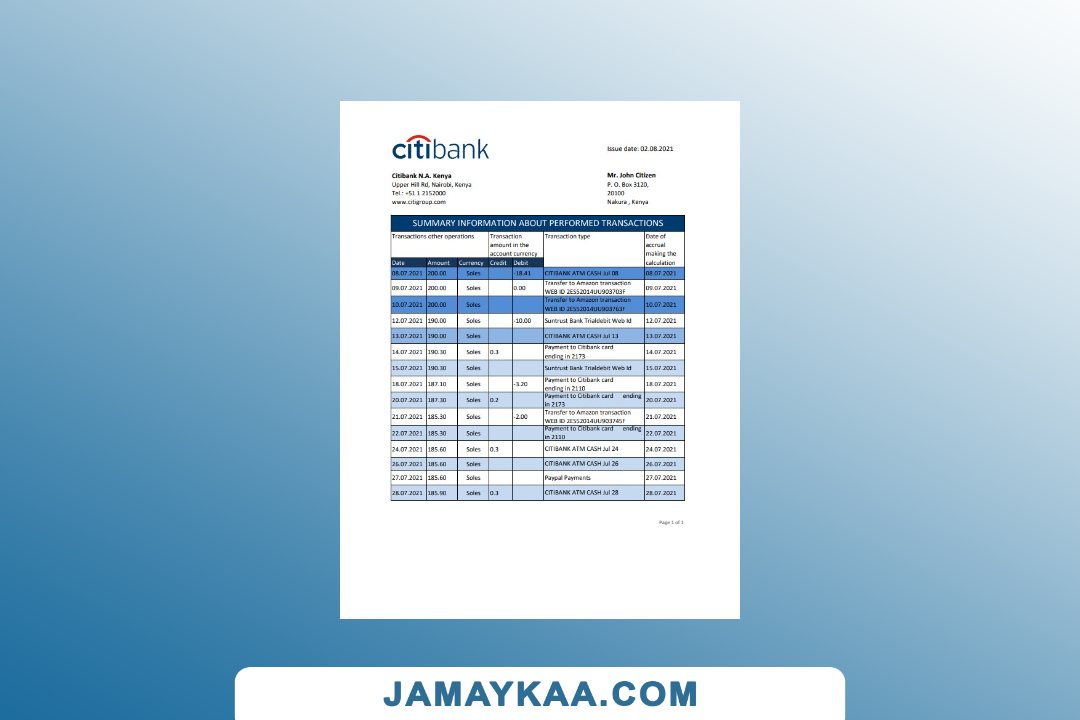 citibank
Issue date: 02.08.2021
Citibank N.A. Kenya
Mr. John Citizen
Upper Hill Rd, Nairobi, Kenya
P. O. Box 3120,
Tel.: +51 1 2152000
20100
www.citigroup.com
Nakura , Kenya
SUMMARY INFORMATION ABOUT PERFORMED TRANSACTIONS
Transactions other operations
Transaction
amount in the
account currency
Transaction type
Date of
accrual
making the
calculation
Date Amount Currency Credit Debit
08.07.2021 200.00 Soles -18.41 CITIBANK ATM CASH Jul 08 08.07.2021
09.07.2021 200.00 Soles 0.00 Transfer to Amazon transaction
WEB ID 2ES52014UU903703F 09.07.2021
10.07.2021 200.00 Soles Transfer to Amazon transaction
WEB ID 2ES52014UU903763F 10.07.2021
12.07.2021 190.00 Soles -10.00 Suntrust Bank Trialdebit Web Id 12.07.2021
13.07.2021 190.00 Soles CITIBANK ATM CASH Jul 13 13.07.2021
14.07.2021 190.30 Soles 0.3 Payment to Citibank card
ending in 2173 14.07.2021
15.07.2021 190.30 Soles Suntrust Bank Trialdebit Web Id 15.07.2021
18.07.2021 187.10 Soles -3.20 Payment to Citibank card
ending in 2110 18.07.2021
20.07.2021 187.30 Soles 0.2 Payment to Citibank card ending
in 2173 20.07.2021
21.07.2021 185.30 Soles -2.00 Transfer to Amazon transaction
WEB ID 2ES52014UU903745F 21.07.2021
22.07.2021 185.30 Soles Payment to Citibank card ending
in 2110 22.07.2021
24.07.2021 185.60 Soles 0.3 CITIBANK ATM CASH Jul 24 24.07.2021
26.07.2021 185.60 Soles CITIBANK ATM CASH Jul 26 26.07.2021
27.07.2021 185.60 Soles Paypal Payments 27.07.2021
28.07.2021 185.90 Soles 0.3 CITIBANK ATM CASH Jul 28 28.07.2021
Page 1 of 1
JAMAYKAA.COM